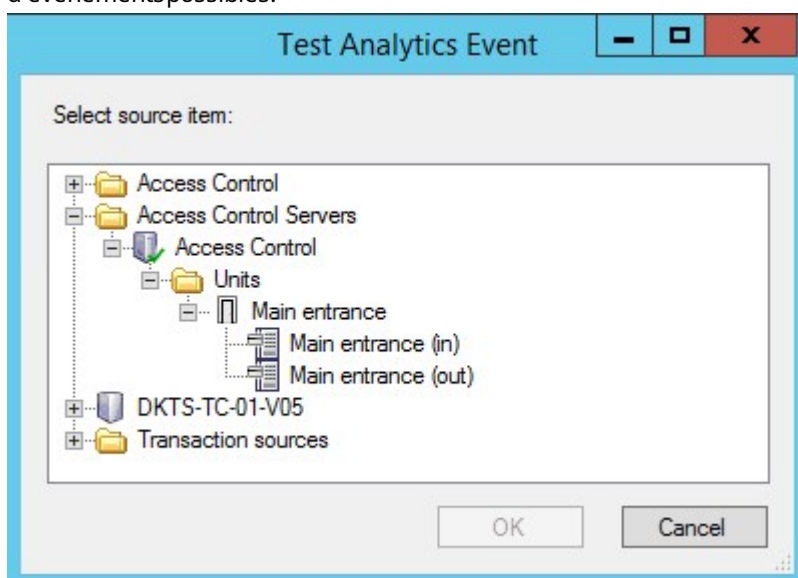 d'événementspossibles.
Test Analytics Event
Select source item:
Access Control
Access Control Servers
Access Control
Units
Main entrance
Main entrance (in)
Main entrance (out)
DKTS-TC-01-V05
Transaction sources
OK Cancel